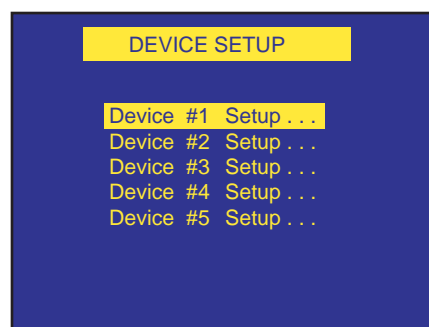 DEVICE SETUP
Device #1 Setup . . .
Device #2 Setup . . .
Device #3 Setup . . .
Device #4 Setup . . .
Device #5 Setup . . .